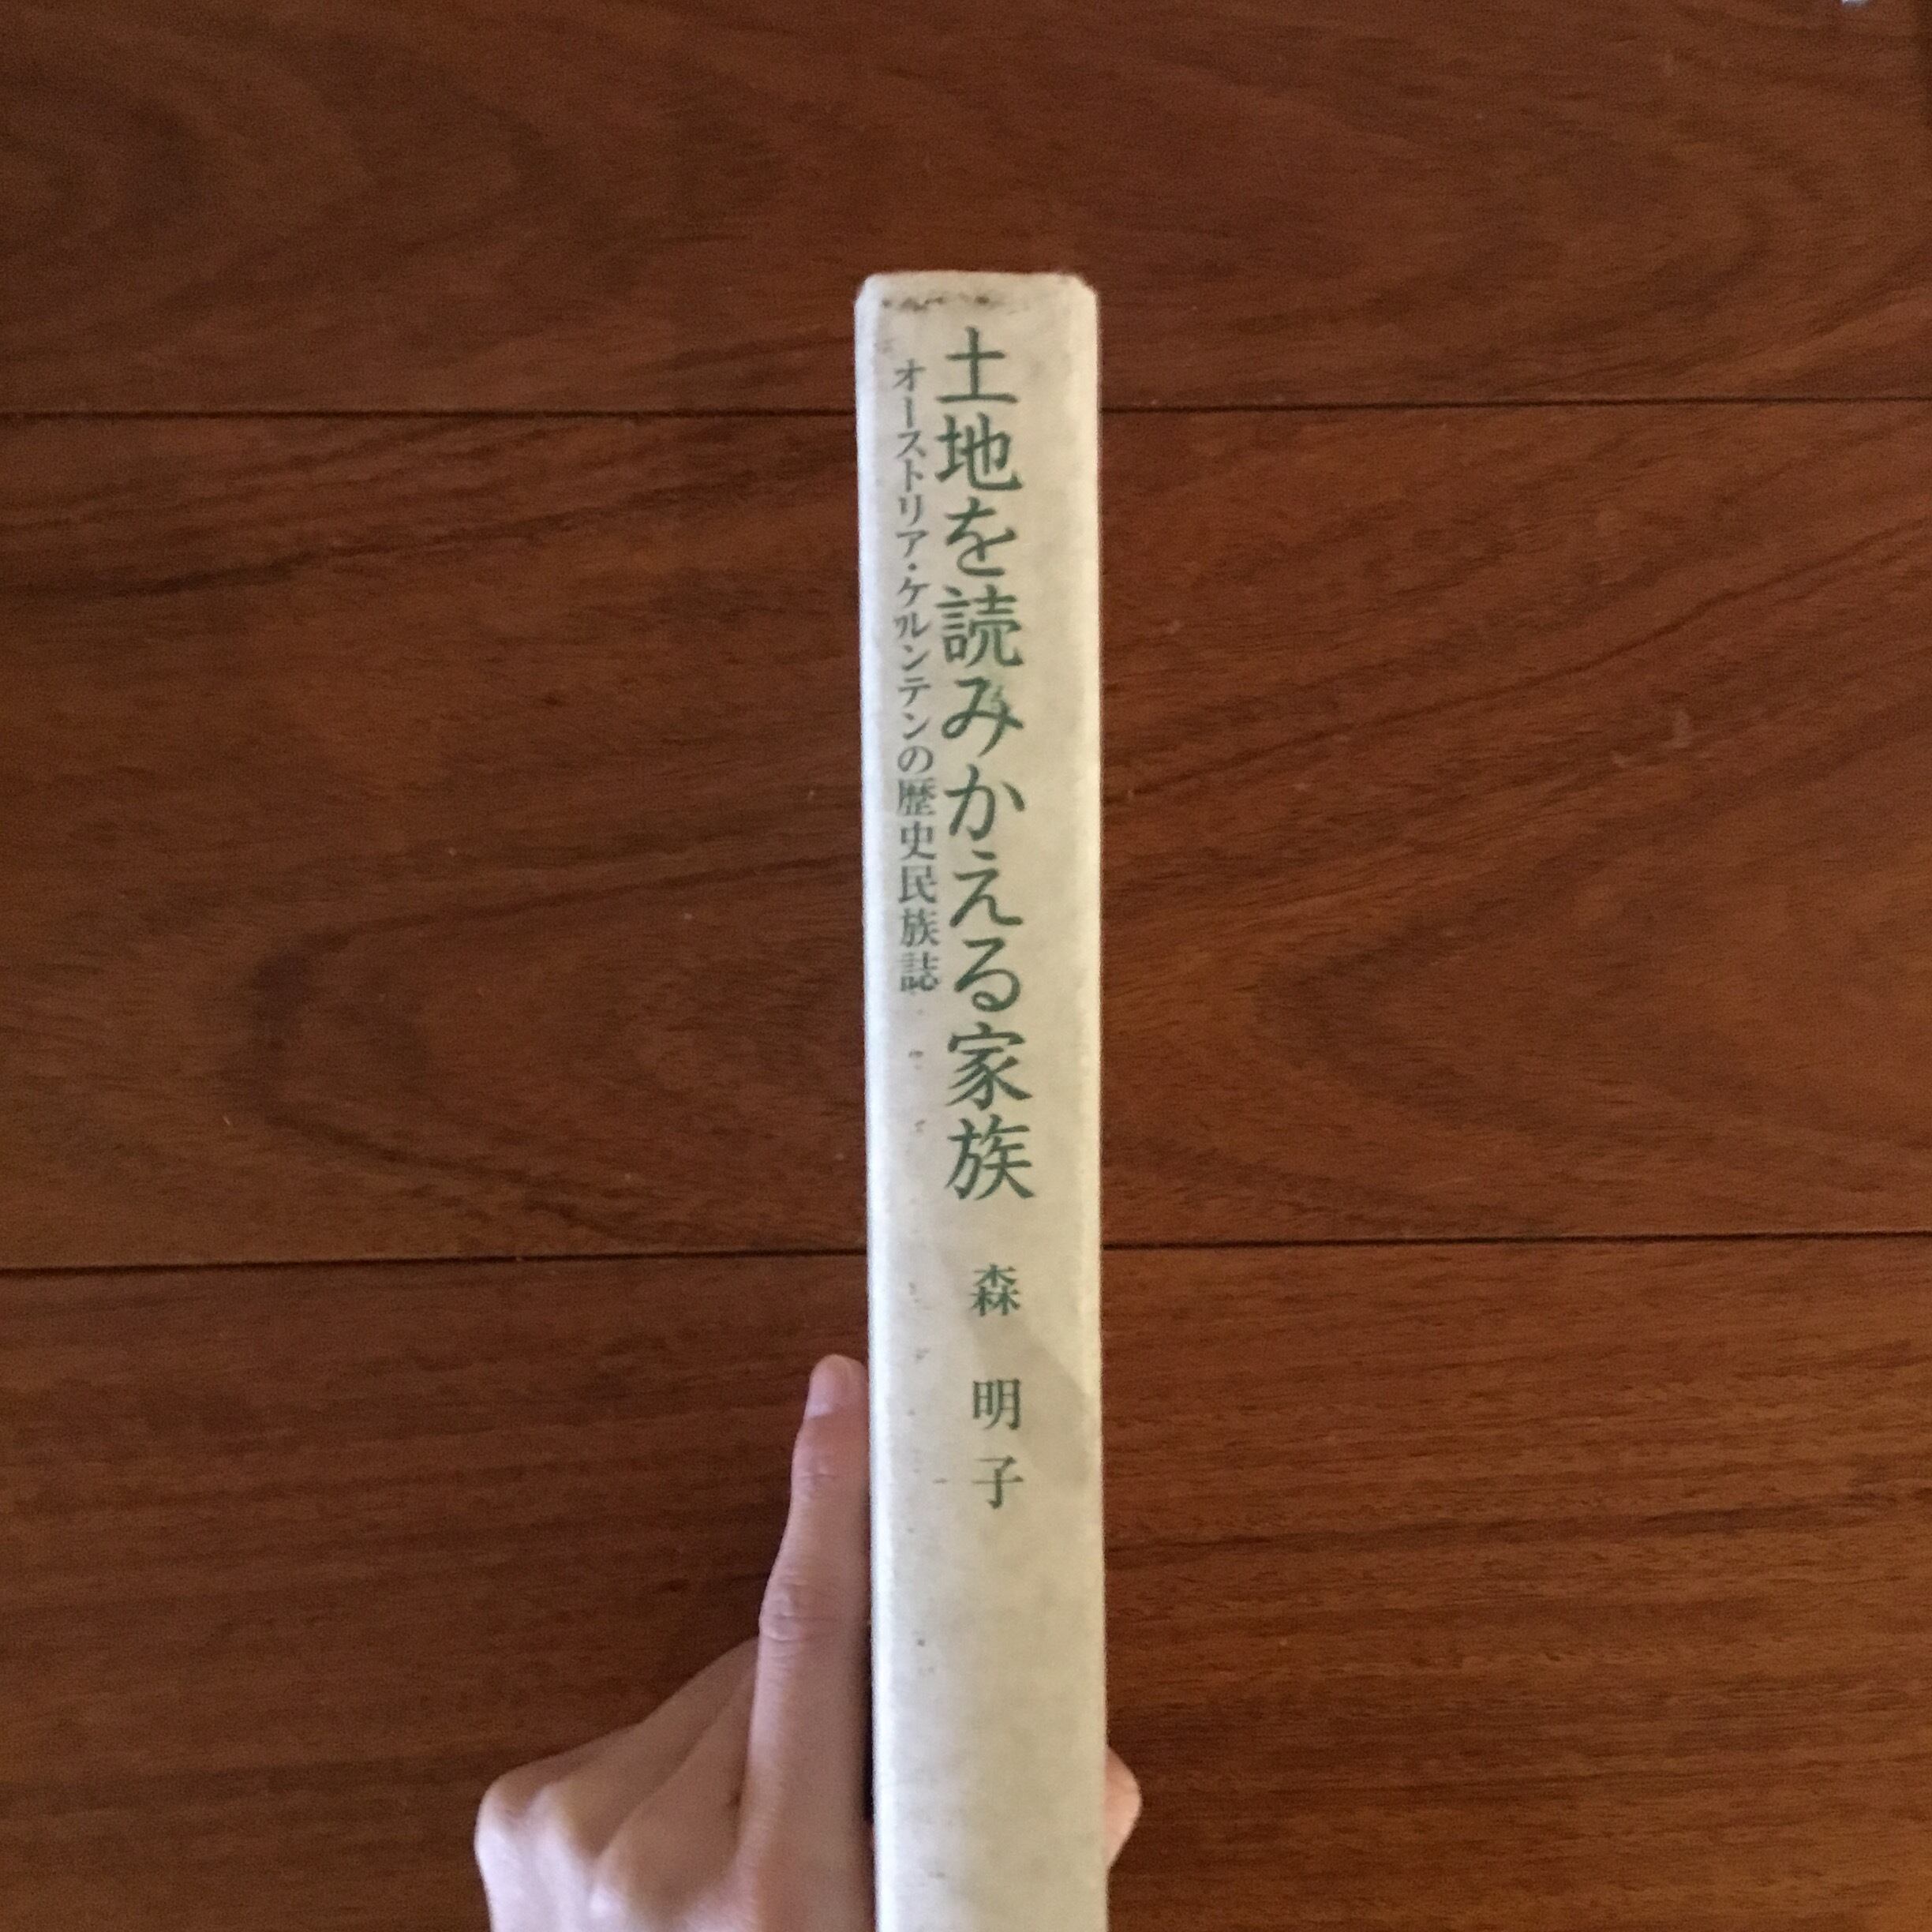 土地を読みかえる家族
オーストリア・ケルンテンの歴史民族誌
森 明子